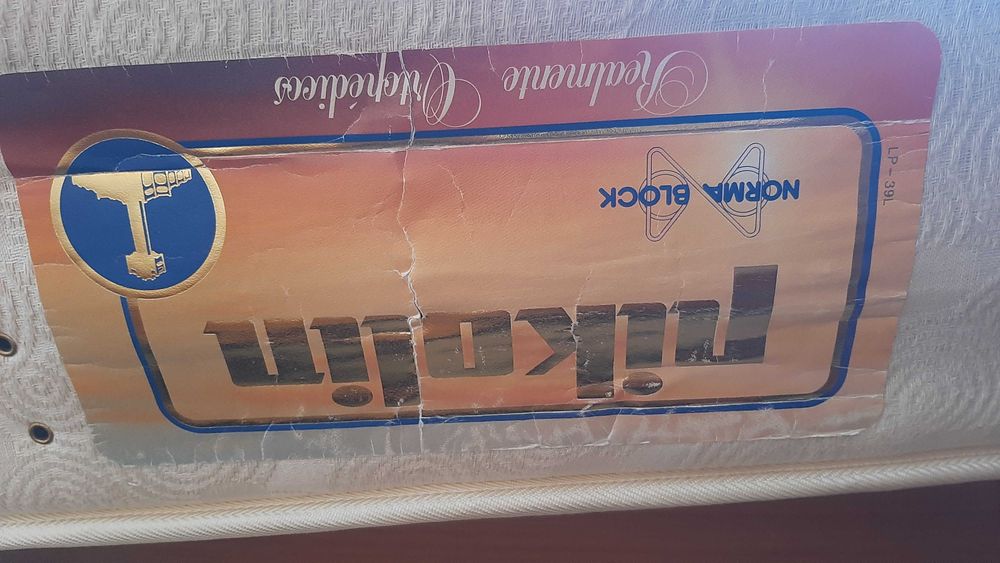 pikolin
NORMA BLOCK
LP - 39L
Realmente Ortopédicos